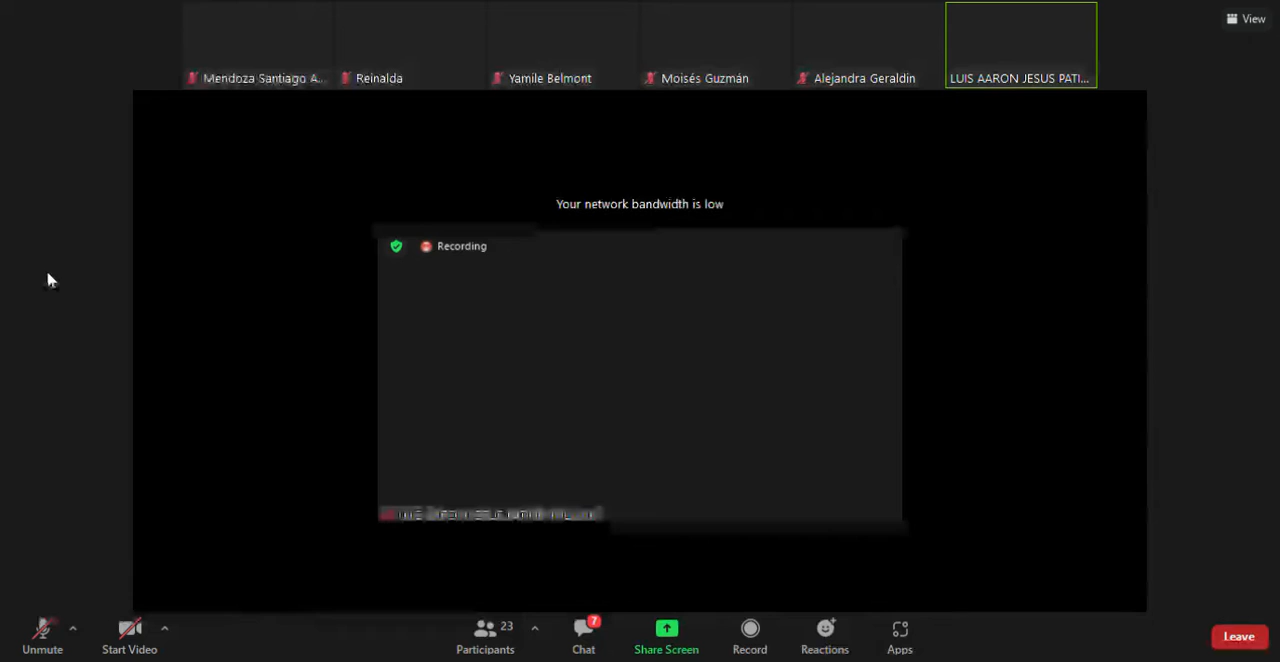 View
Mendoza Santiago A...
Reinalda
Yamile Belmont
Moisés Guzmán
Alejandra Geraldin
LUIS AARON JESUS PATI...
Your network bandwidth is low
Recording
Unmute
Start Video
23
Participants
7
Chat
Share Screen
Record
Reactions
Apps
Leave